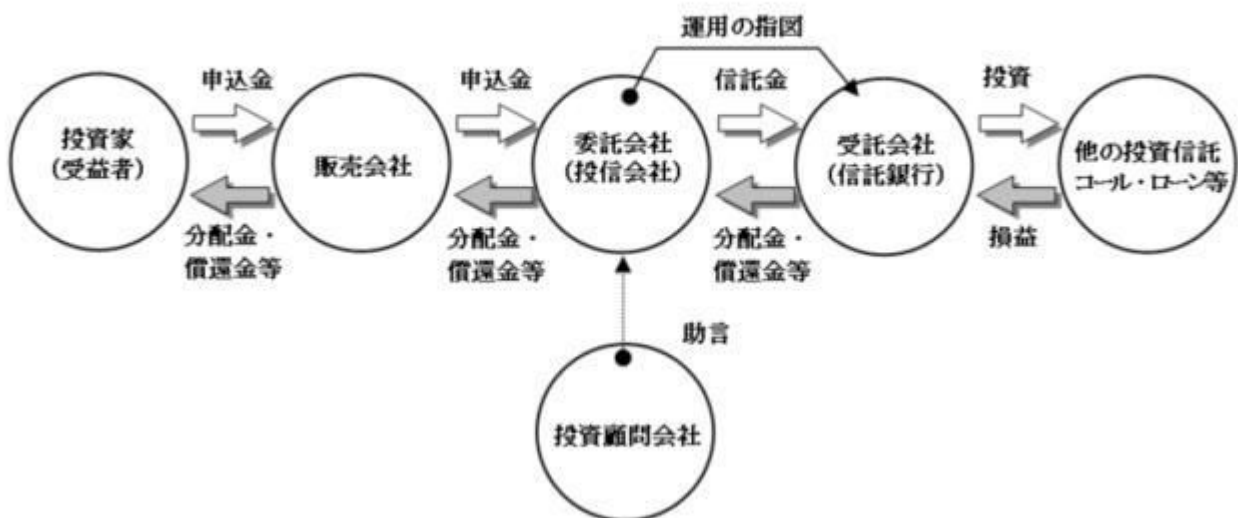 運用の指図
申込金
申込金
信託金
投資
投資家
(受益者)
販売会社
委託会社
(投信会社)
受託会社
(信託銀行)
他の投資信託
コール・ローン等
分配金・
償還金等
分配金・
償還金等
分配金・
償還金等
損益
助言
投資顧問会社